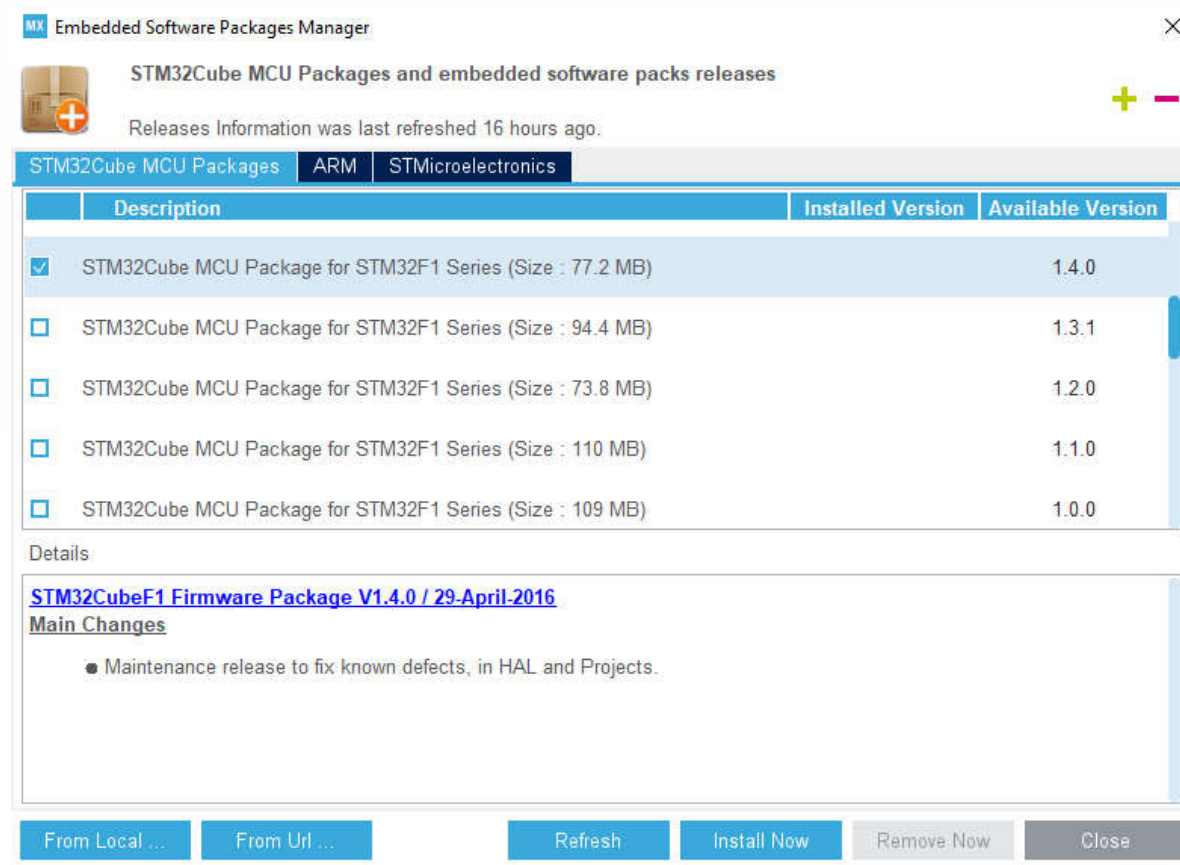 MX Embedded Software Packages Manager
STM32Cube MCU Packages and embedded software packs releases
Releases Information was last refreshed 16 hours ago.
STM32Cube MCU Packages ARM STMicroelectronics
Description Installed Version Available Version
STM32Cube MCU Package for STM32F1 Series (Size : 77.2 MB) 1.4.0
STM32Cube MCU Package for STM32F1 Series (Size : 94.4 MB) 1.3.1
STM32Cube MCU Package for STM32F1 Series (Size : 73.8 MB) 1.2.0
STM32Cube MCU Package for STM32F1 Series (Size : 110 MB) 1.1.0
STM32Cube MCU Package for STM32F1 Series (Size : 109 MB) 1.0.0
Details
STM32CubeF1 Firmware Package V1.4.0 / 29-April-2016
Main Changes
● Maintenance release to fix known defects, in HAL and Projects.
From Local ... From Url ... Refresh Install Now Remove Now Close